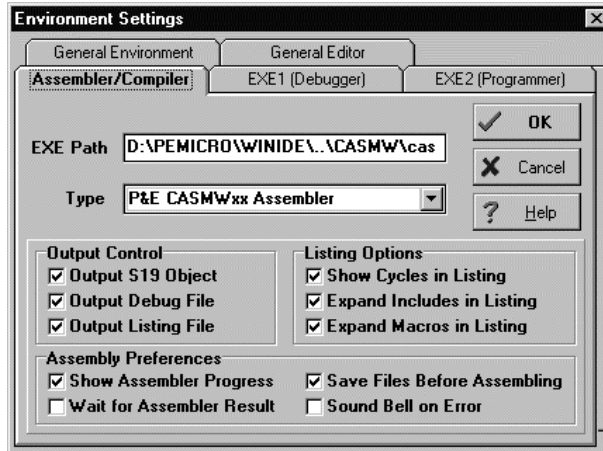 Environment Settings
General Environment General Editor
Assembler/Compiler EXE1 (Debugger) EXE2 (Programmer)
OK
EXE Path D:\PEMICRO\WINIDE\..\CASMW\cas
Cancel
Type P&E CASMWxx Assembler
Help
Output Control Listing Options
Output S19 Object Show Cycles in Listing
Output Debug File Expand Includes in Listing
Output Listing File Expand Macros in Listing
Assembly Preferences
Show Assembler Progress Save Files Before Assembling
Wait for Assembler Result Sound Bell on Error